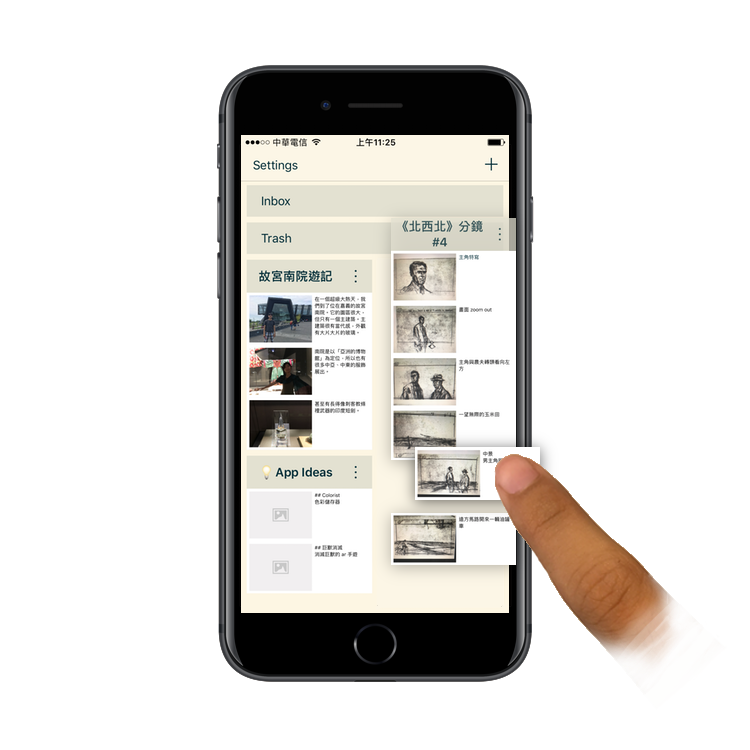 中華電信
上午11:25
Settings
Inbox
Trash
故宮南院遊記
在一個超級大熱天，我
們到了位在嘉義的故宮
南院。它的園區很大，
但只有一個主建築。主
建築很有當代感，外觀
有大片大片的玻璃。
南院是以「亞洲的博物
館」為定位，所以也有
很多中亞、中東的服飾
展出。
甚至有長得像刺客教條
裡武器的印度短劍。
App Ideas
## Colorist
色彩儲存器
## 巨獸消滅
消滅巨獸的 ar 手遊
《北西北》分鏡
#4
主角特寫
畫面 zoom out
主角與農夫轉頭看向左
方
一望無際的玉米田
中景
男主角
遠方馬路開來一輛油罐
車